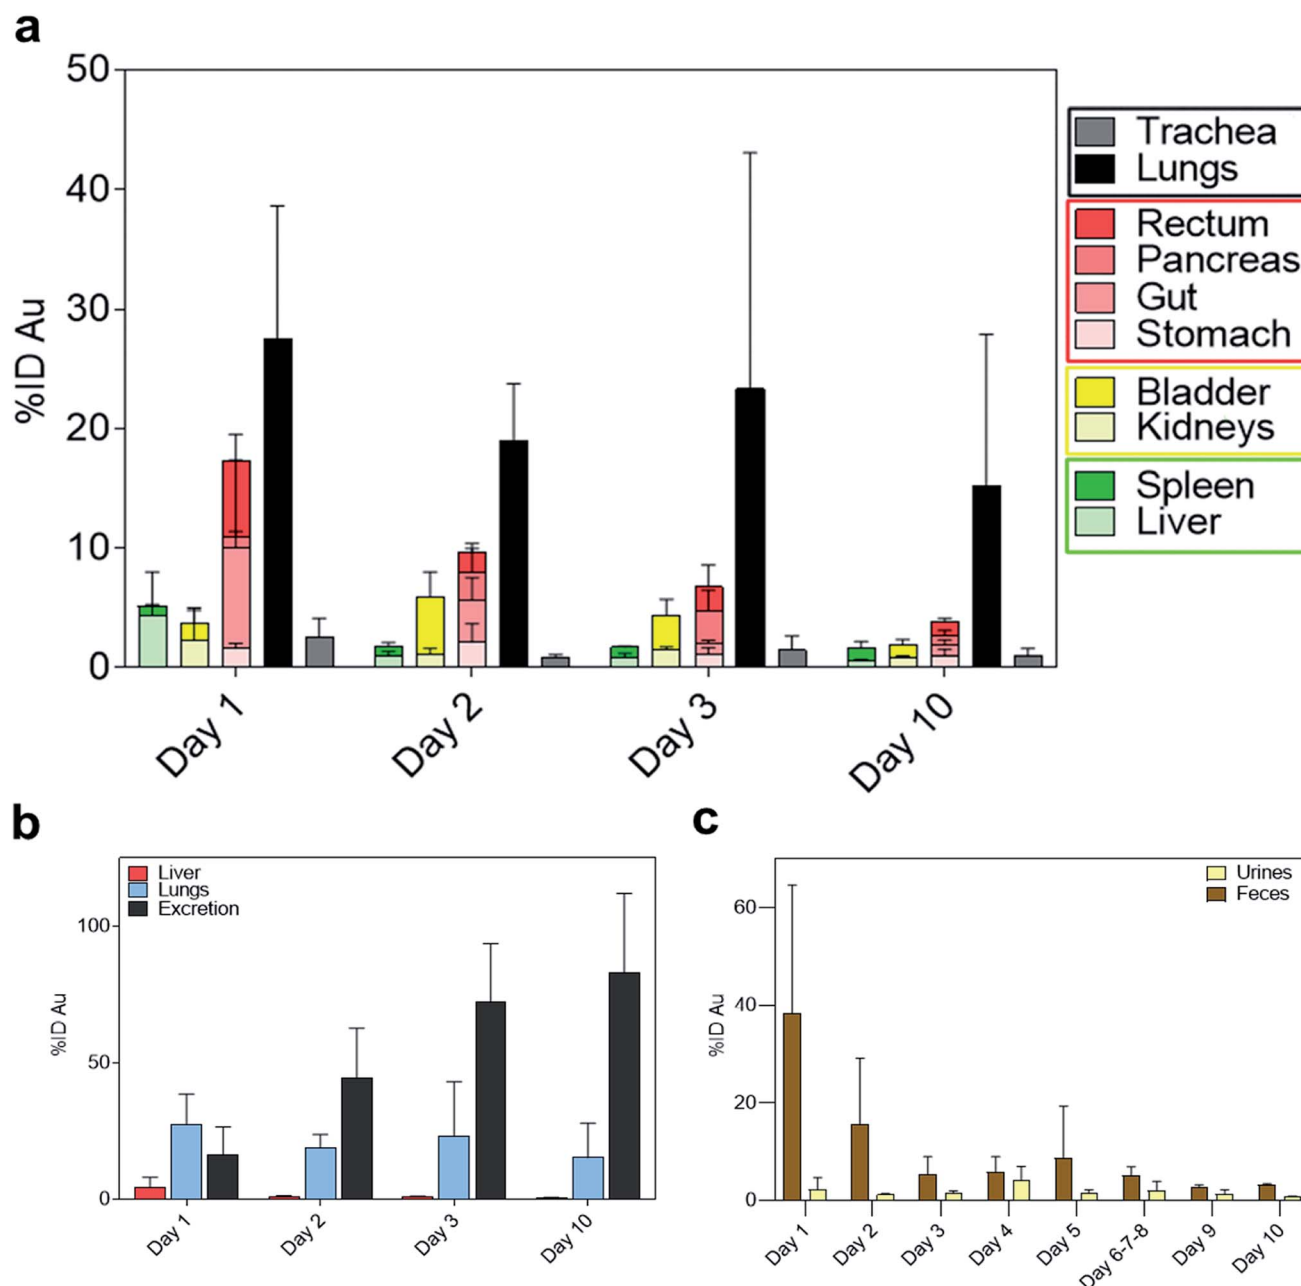 a
50
40
30
20
10
0
%ID Au
Day 1
Day 2
Day 3
Day 10
Trachea
Lungs
Rectum
Pancreas
Gut
Stomach
Bladder
Kidneys
Spleen
Liver
b
Liver
Lungs
Excretion
100
50
0
%ID Au
Day 1
Day 2
Day 3
Day 10
c
Urines
Feces
60
40
20
0
%ID Au
Day 1
Day 2
Day 3
Day 4
Day 5
Day 6-7-8
Day 9
Day 10